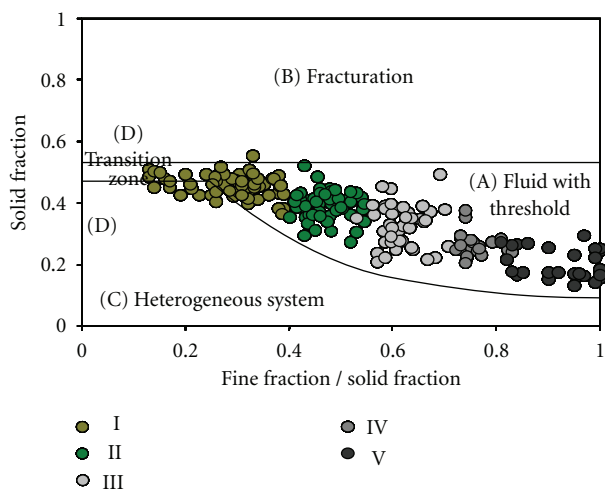 1
0.8
0.6
0.4
0.2
0
Solid fraction
(B) Fracturation
(D)
Transition
zone
(A) Fluid with
threshold
(D)
(C) Heterogeneous system
0 0.2 0.4 0.6 0.8 1
Fine fraction / solid fraction
I
II
III
IV
V